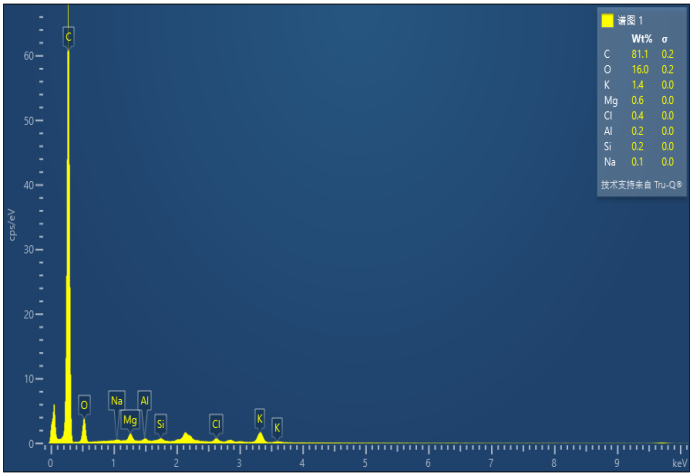 谱图 1
Wt% σ
C 81.1 0.2
O 16.0 0.2
K 1.4 0.0
Mg 0.6 0.0
Cl 0.4 0.0
Al 0.2 0.0
Si 0.2 0.0
Na 0.1 0.0
技术支持来自 Tru-Q®
cps/eV
60
50
40
30
20
10
0
C
O
Na
Mg
Al
Si
Cl
K
K
0 1 2 3 4 5 6 7 8 9 keV